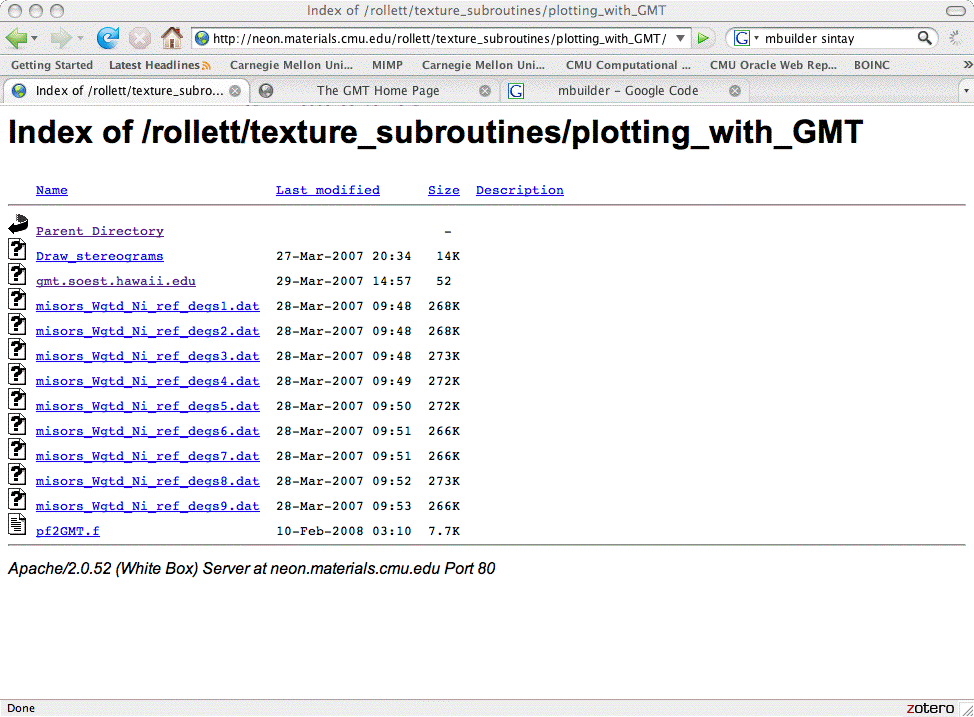 Index of /rollett/texture_subroutines/plotting_with_GMT
http://neon.materials.cmu.edu/rollett/texture_subroutines/plotting_with_GMT/ G mbuilder sintay
Getting Started Latest Headlines Carnegie Mellon Uni... MIMP Carnegie Mellon Uni... CMU Computational ... CMU Oracle Web Rep... BOINC »
Index of /rollett/texture_subro... The GMT Home Page G mbuilder - Google Code
Index of /rollett/texture_subroutines/plotting_with_GMT
Name Last modified Size Description
Parent Directory -
Draw_stereograms 27-Mar-2007 20:34 14K
gmt.soest.hawaii.edu 29-Mar-2007 14:57 52
misors_Wgtd_Ni_ref_degs1.dat 28-Mar-2007 09:48 268K
misors_Wgtd_Ni_ref_degs2.dat 28-Mar-2007 09:48 268K
misors_Wgtd_Ni_ref_degs3.dat 28-Mar-2007 09:48 273K
misors_Wgtd_Ni_ref_degs4.dat 28-Mar-2007 09:49 272K
misors_Wgtd_Ni_ref_degs5.dat 28-Mar-2007 09:50 272K
misors_Wgtd_Ni_ref_degs6.dat 28-Mar-2007 09:51 266K
misors_Wgtd_Ni_ref_degs7.dat 28-Mar-2007 09:51 266K
misors_Wgtd_Ni_ref_degs8.dat 28-Mar-2007 09:52 273K
misors_Wgtd_Ni_ref_degs9.dat 28-Mar-2007 09:53 266K
pf2GMT.f 10-Feb-2008 03:10 7.7K
Apache/2.0.52 (White Box) Server at neon.materials.cmu.edu Port 80
Done zotero